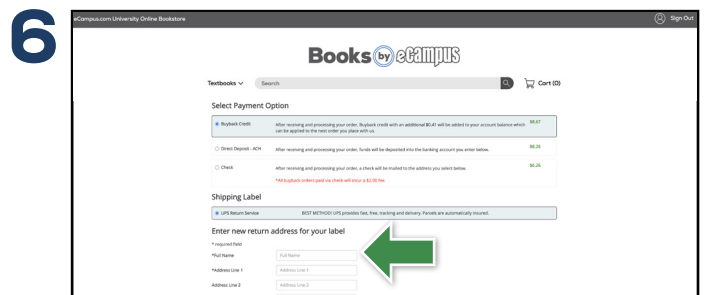 6
eCampus.com University Online Bookstore
Sign Out
Books by eCampus
Textbooks
Search
Cart (0)
Select Payment Option
Buyback Credit
After receiving and processing your order, Buyback credit with an additional $0.41 will be added to your account balance which
can be applied to the next order you place with us.
$8.67
Direct Deposit - ACH
After receiving and processing your order, funds will be deposited into the banking account you enter below.
$8.26
Check
After receiving and processing your order, a check will be mailed to the address you select below.
$6.26
*All buyback orders paid via check will incur a $2.00 fee.
Shipping Label
UPS Return Service
BEST METHOD! UPS provides fast, free, tracking and delivery. Parcels are automatically insured.
Enter new return address for your label
* required field
*Full Name
Full Name
*Address Line 1
Address Line 1
Address Line 2
Address Line 2